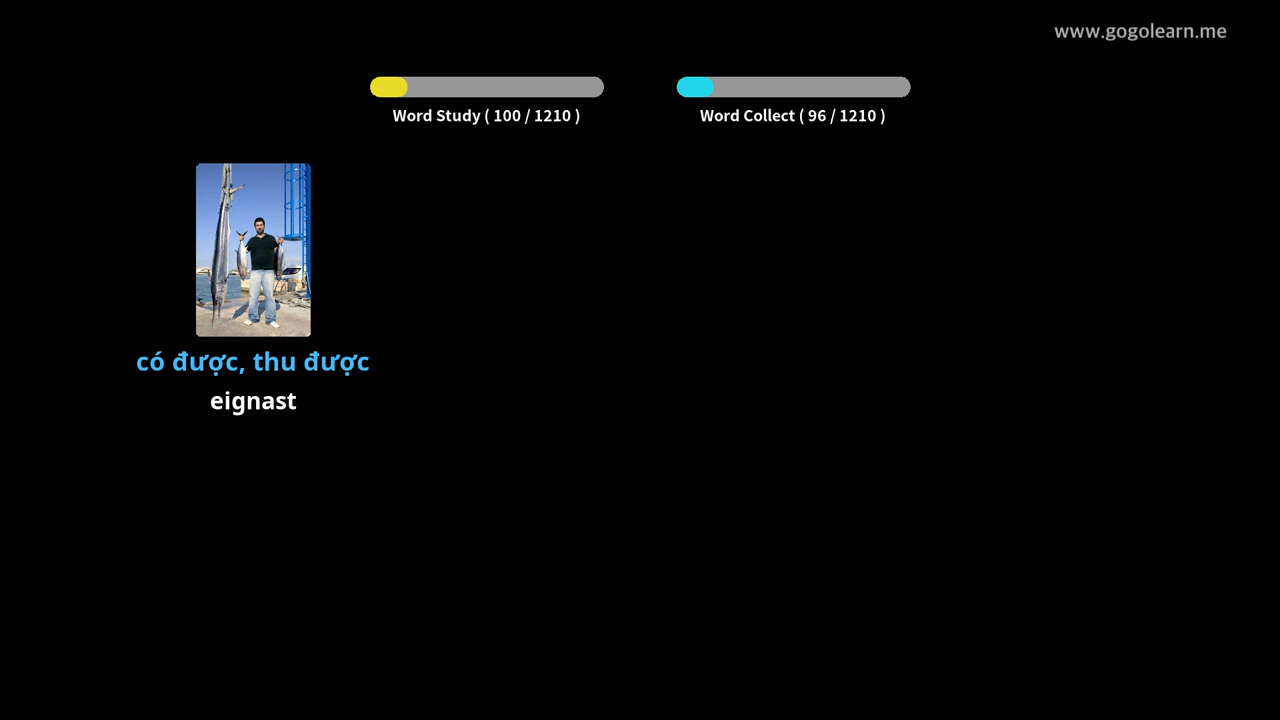 www.gogolearn.me
Word Study ( 100 / 1210 )
Word Collect ( 96 / 1210 )
có được, thu được
eignast